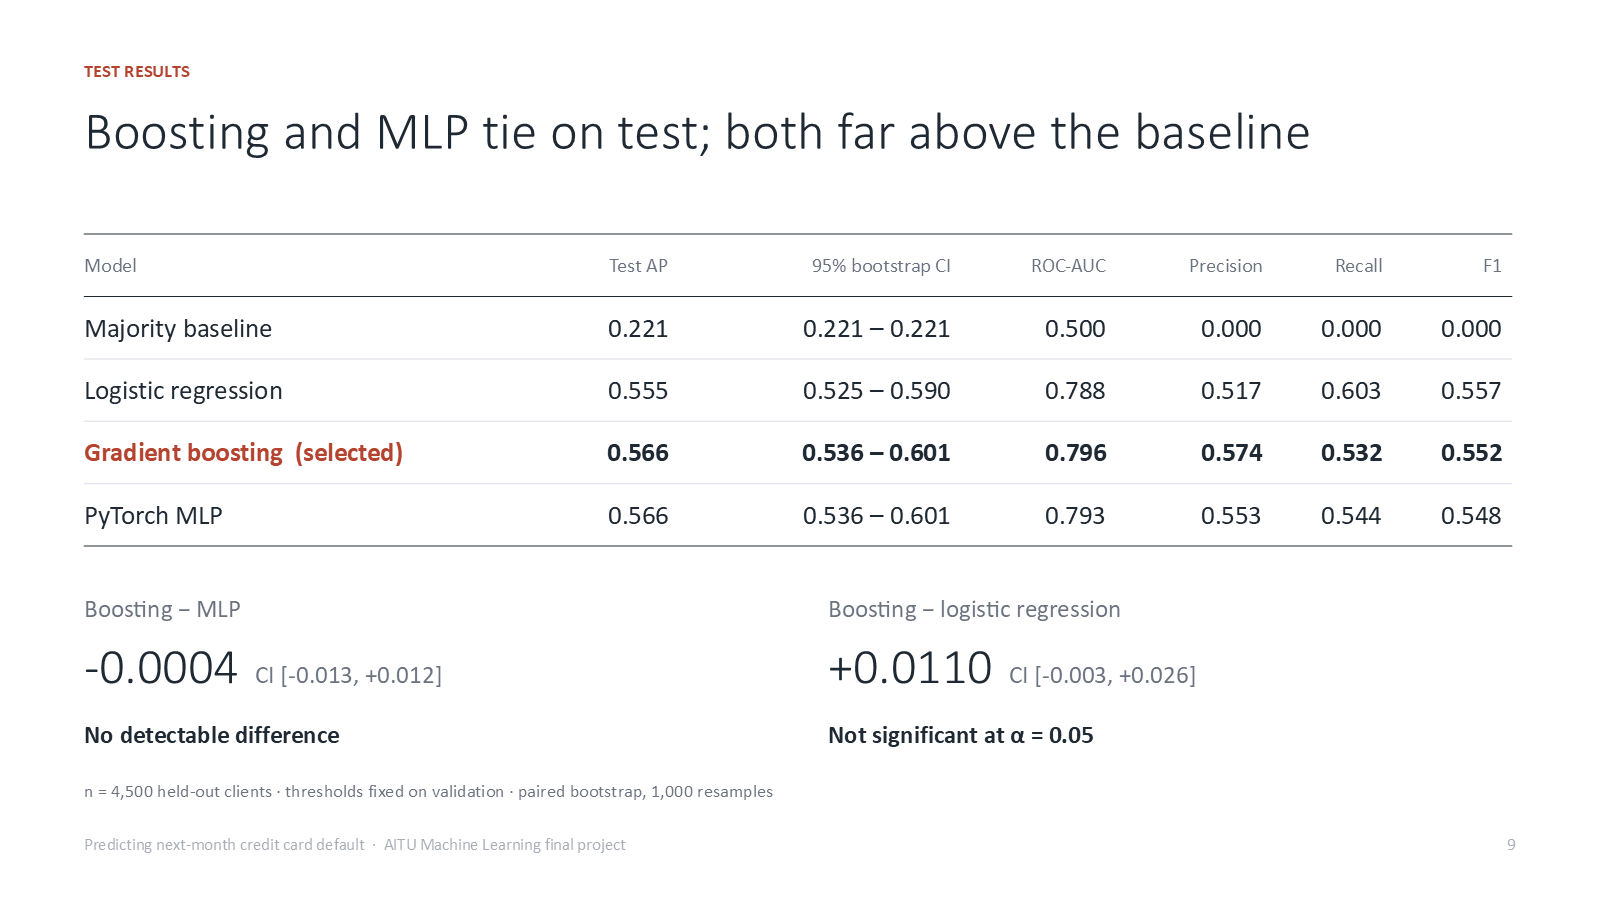 TEST RESULTS
Boosting and MLP tie on test; both far above the baseline
Model Test AP 95% bootstrap CI ROC-AUC Precision Recall F1
Majority baseline 0.221 0.221 – 0.221 0.500 0.000 0.000 0.000
Logistic regression 0.555 0.525 – 0.590 0.788 0.517 0.603 0.557
Gradient boosting (selected) 0.566 0.536 – 0.601 0.796 0.574 0.532 0.552
PyTorch MLP 0.566 0.536 – 0.601 0.793 0.553 0.544 0.548
Boosting − MLP
-0.0004 CI [-0.013, +0.012]
No detectable difference
Boosting − logistic regression
+0.0110 CI [-0.003, +0.026]
Not significant at α = 0.05
n = 4,500 held-out clients · thresholds fixed on validation · paired bootstrap, 1,000 resamples
Predicting next-month credit card default · AITU Machine Learning final project 9